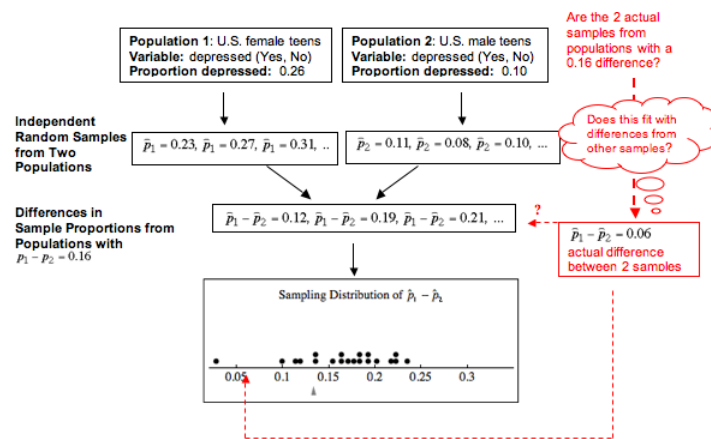 Population 1: U.S. female teens
Variable: depressed (Yes, No)
Proportion depressed: 0.26
Population 2: U.S. male teens
Variable: depressed (Yes, No)
Proportion depressed: 0.10
Are the 2 actual
samples from
populations with a
0.16 difference?
Does this fit with
differences from
other samples?
Independent
Random Samples
from Two
Populations
p̂₁ = 0.23, p̂₁ = 0.27, p̂₁ = 0.31, ..
p̂₂ = 0.11, p̂₂ = 0.08, p̂₂ = 0.10, ...
Differences in
Sample Proportions from
Populations with
p₁ − p₂ = 0.16
p̂₁ − p̂₂ = 0.12, p̂₁ − p̂₂ = 0.19, p̂₁ − p̂₂ = 0.21, ...
?
p̂₁ − p̂₂ = 0.06
actual difference
between 2 samples
Sampling Distribution of p̂₁ − p̂₂
0.05 0.1 0.15 0.2 0.25 0.3